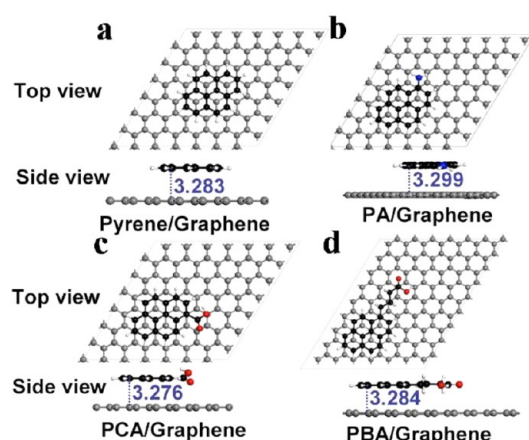 a
b
Top view
Side view
3.283
3.299
Pyrene/Graphene
PA/Graphene
c
d
Top view
Side view
3.276
3.284
PCA/Graphene
PBA/Graphene